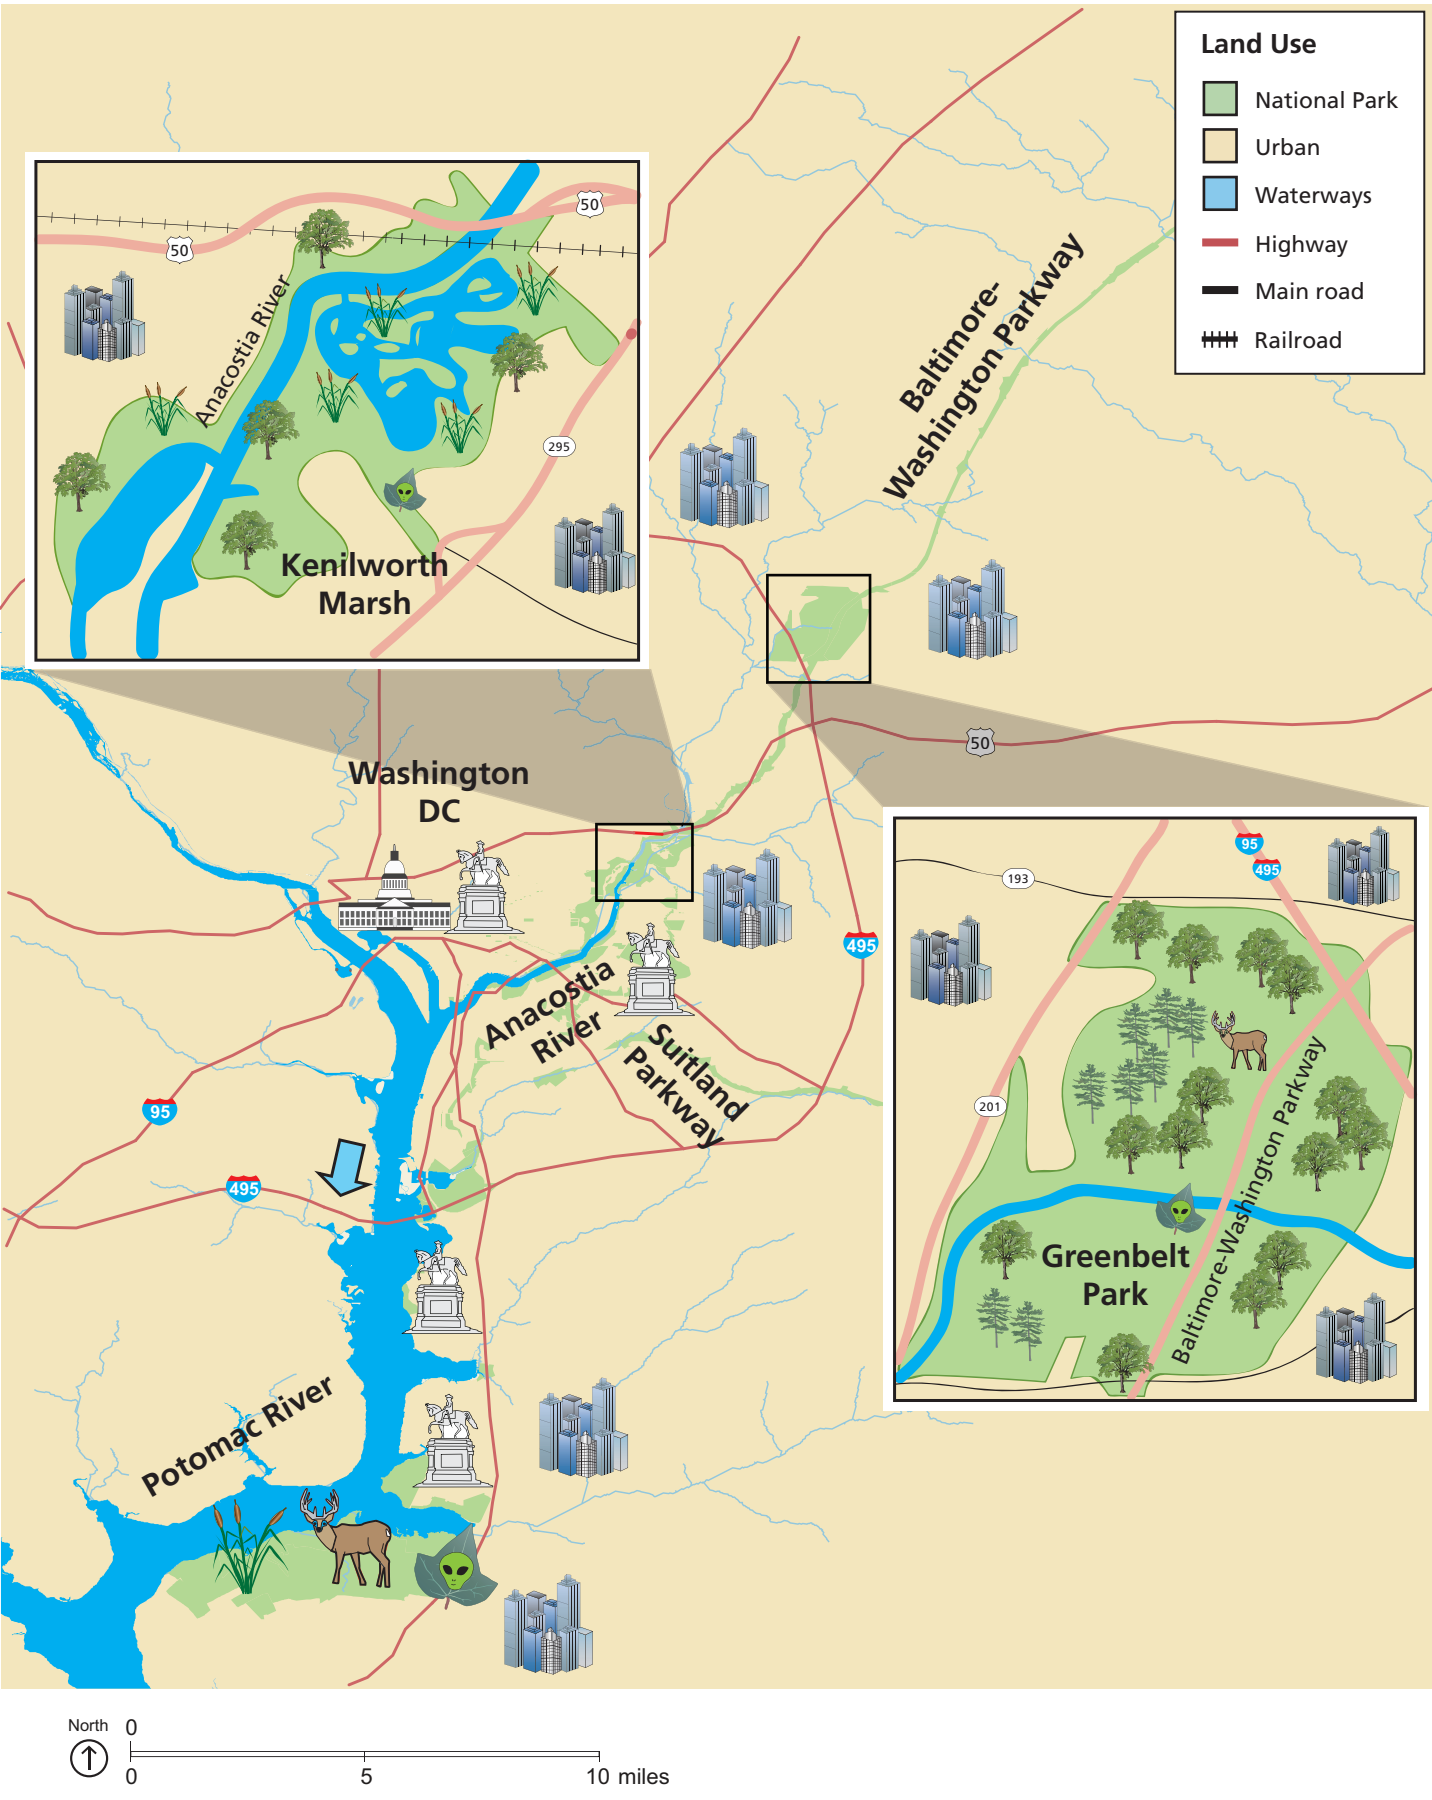 Land Use
National Park
Urban
Waterways
Highway
Main road
Railroad
50
50
Anacostia River
295
Kenilworth
Marsh
Baltimore-
Washington Parkway
50
Washington
DC
495
Anacostia
River
Suitland
Parkway
95
495
Potomac River
95
495
193
201
Baltimore-Washington Parkway
Greenbelt
Park
North
0
0
5
10 miles